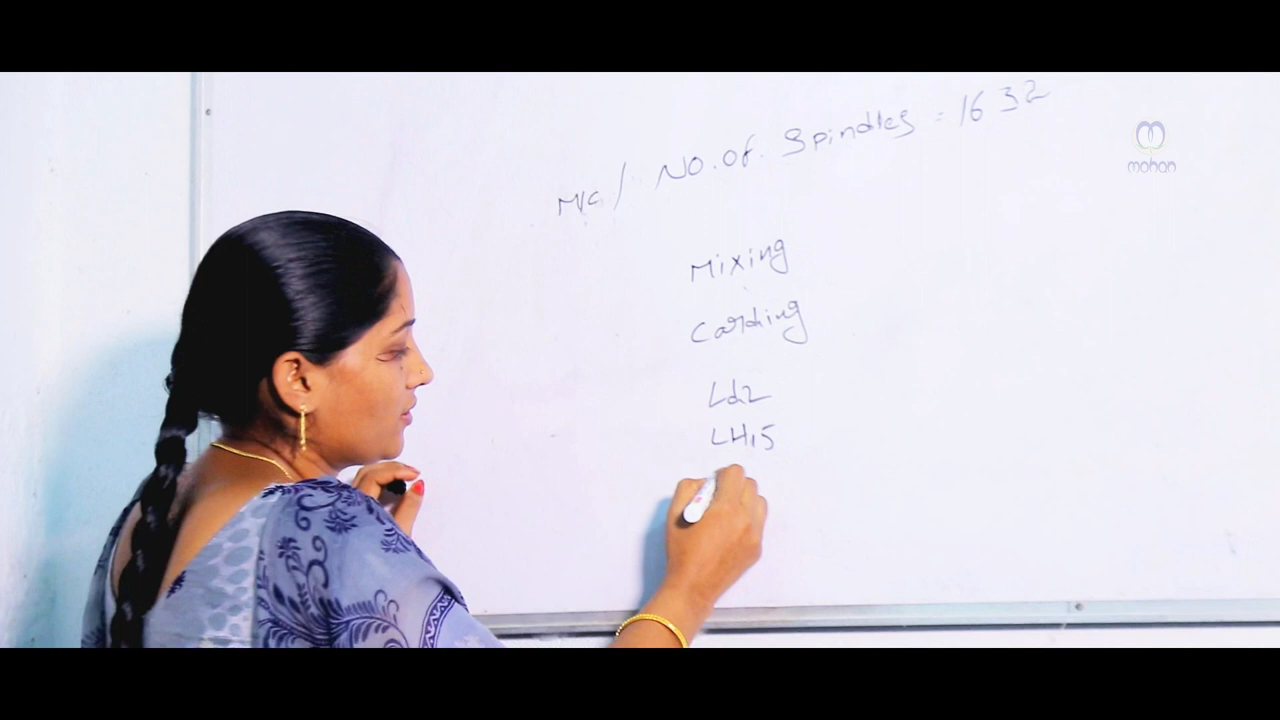 M/C / NO. of. Spindles = 1632
mohan
Mixing
Carding
Ld2
LH15